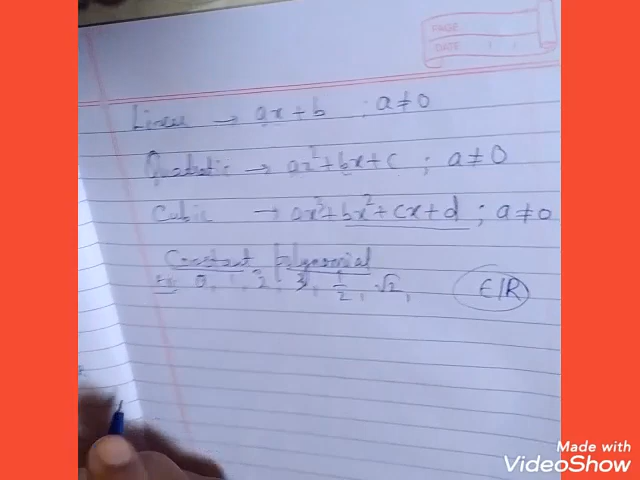 PAGE
DATE
Linear → ax + b ; a ≠ 0
Quadratic → ax² + bx + c ; a ≠ 0
Cubic → ax³ + bx² + cx + d ; a ≠ 0
Constant Polynomial
0, 1, 2, 3, 1/2, √2, ∈ IR
Made with
VideoShow